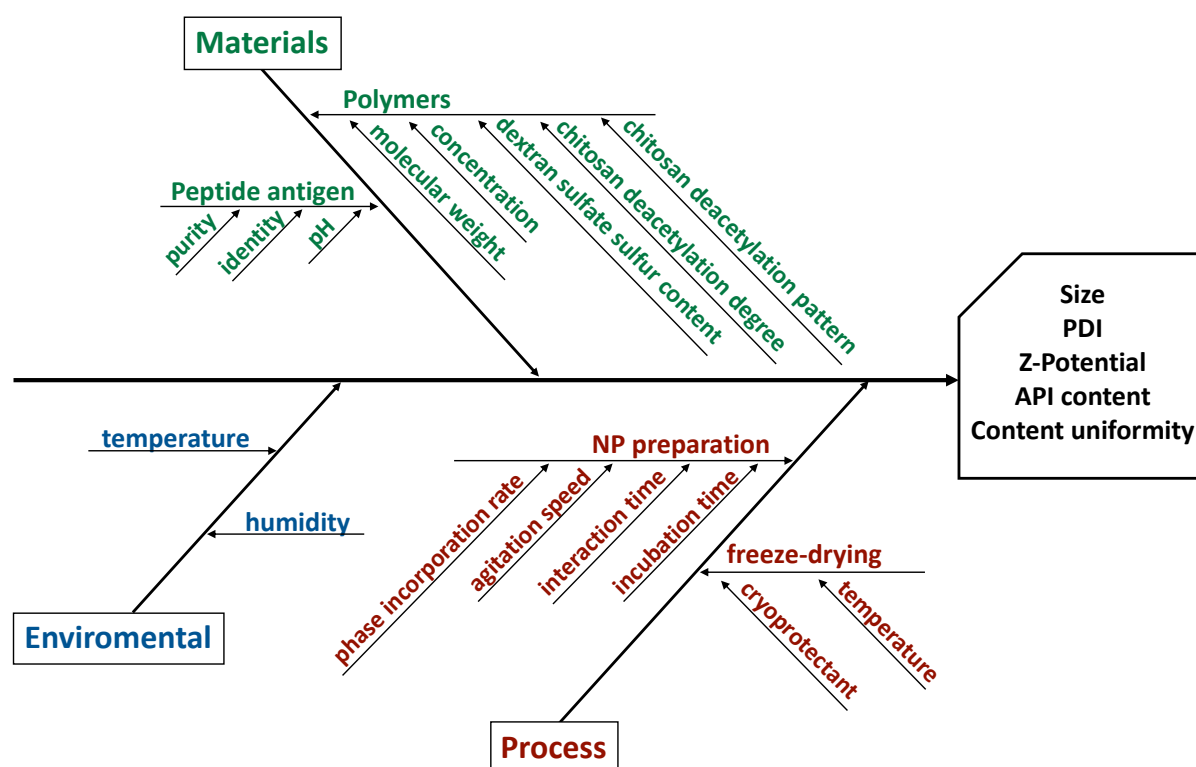 Materials
Polymers
molecular weight
concentration
dextran sulfate sulfur content
chitosan deacetylation degree
chitosan deacetylation pattern
Peptide antigen
purity
identity
pH
Size
PDI
Z-Potential
API content
Content uniformity
temperature
humidity
Enviromental
NP preparation
phase incorporation rate
agitation speed
interaction time
incubation time
freeze-drying
cryoprotectant
temperature
Process